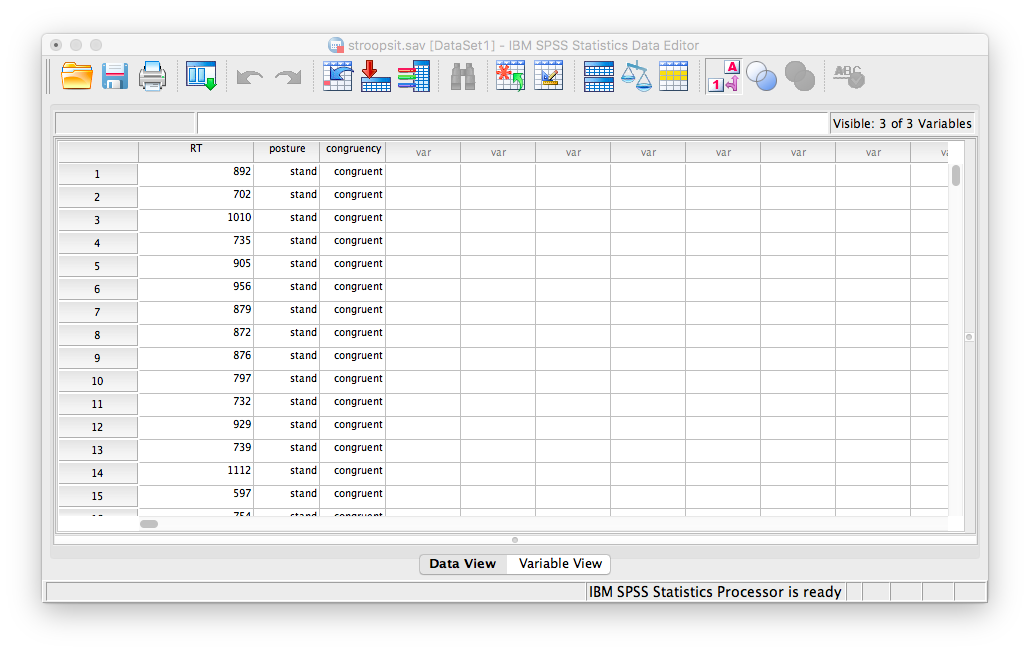 stroopsit.sav [DataSet1] - IBM SPSS Statistics Data Editor
1 A
ABC
Visible: 3 of 3 Variables
RT posture congruency var var var var var var var
1 892 stand congruent
2 702 stand congruent
3 1010 stand congruent
4 735 stand congruent
5 905 stand congruent
6 956 stand congruent
7 879 stand congruent
8 872 stand congruent
9 876 stand congruent
10 797 stand congruent
11 732 stand congruent
12 929 stand congruent
13 739 stand congruent
14 1112 stand congruent
15 597 stand congruent
754 stand congruent
Data View Variable View
IBM SPSS Statistics Processor is ready